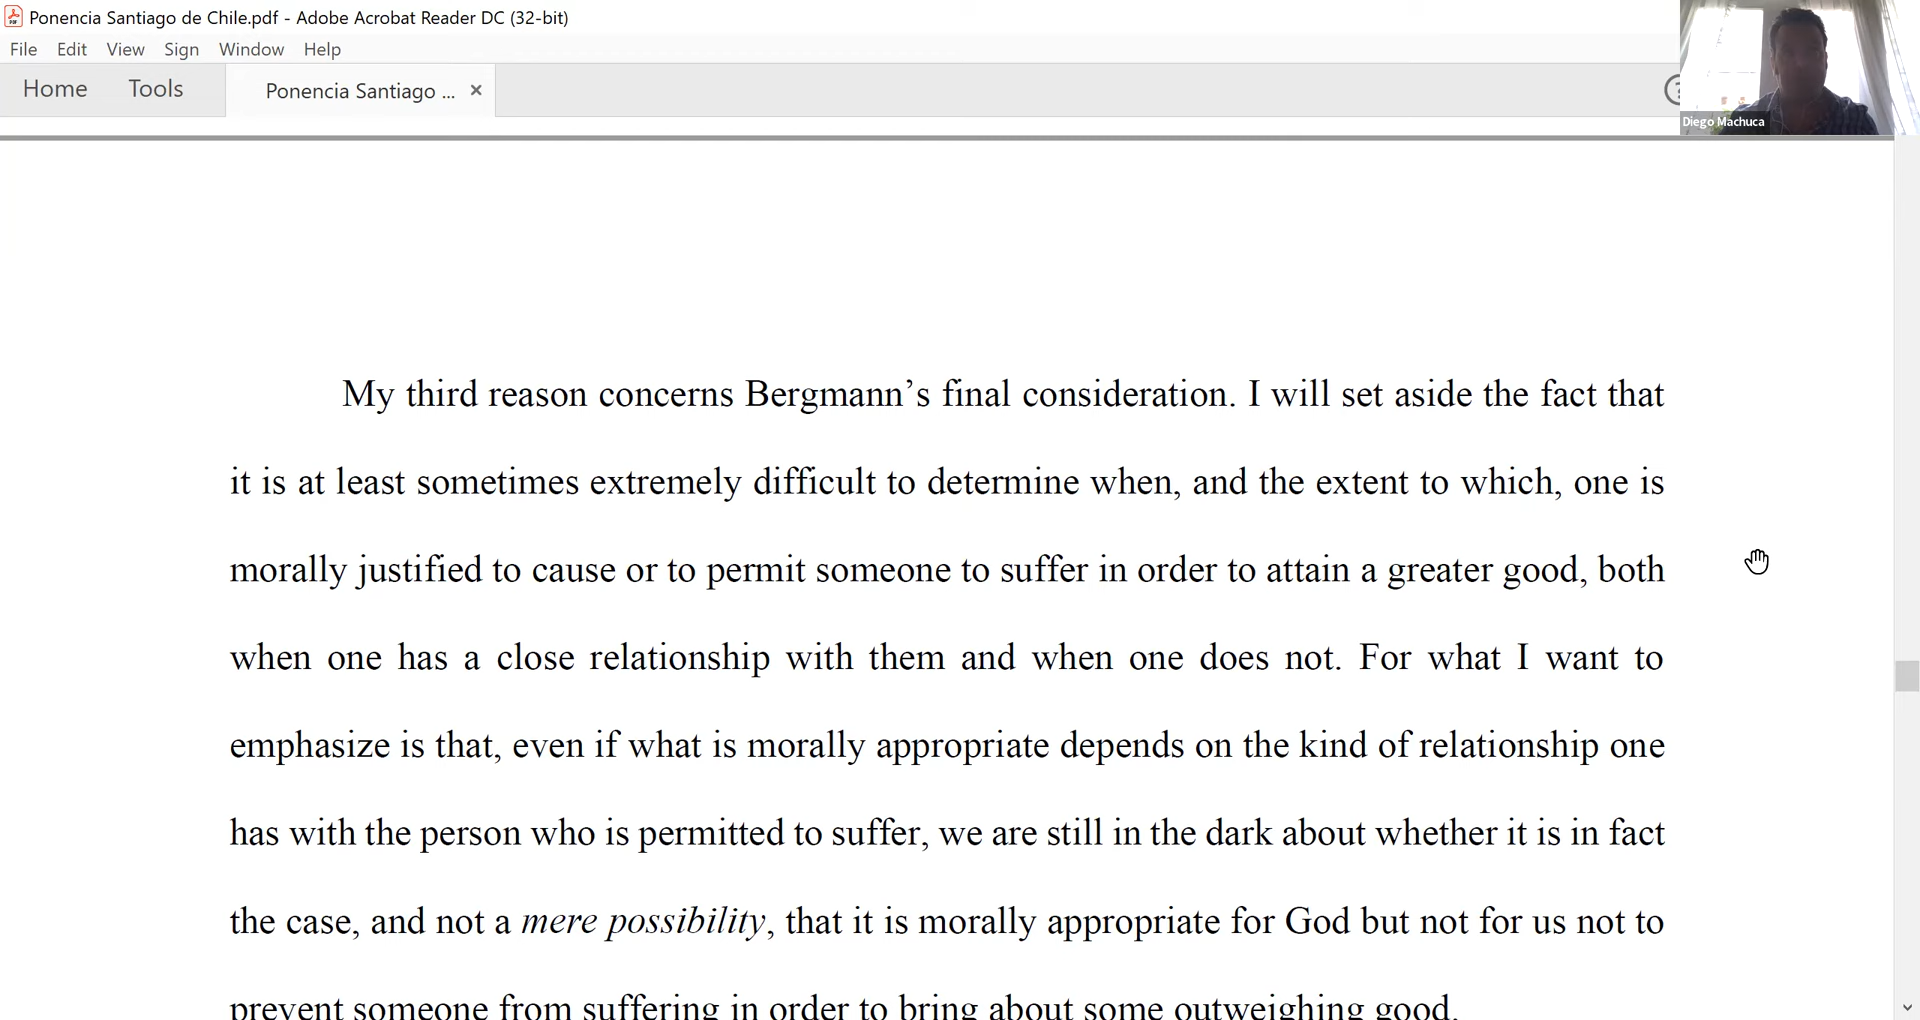 Ponencia Santiago de Chile.pdf - Adobe Acrobat Reader DC (32-bit)
File Edit View Sign Window Help
Home Tools Ponencia Santiago ... ×
?
Diego Machuca
My third reason concerns Bergmann’s final consideration. I will set aside the fact that
it is at least sometimes extremely difficult to determine when, and the extent to which, one is
morally justified to cause or to permit someone to suffer in order to attain a greater good, both
when one has a close relationship with them and when one does not. For what I want to
emphasize is that, even if what is morally appropriate depends on the kind of relationship one
has with the person who is permitted to suffer, we are still in the dark about whether it is in fact
the case, and not a mere possibility, that it is morally appropriate for God but not for us not to
prevent someone from suffering in order to bring about some outweighing good.